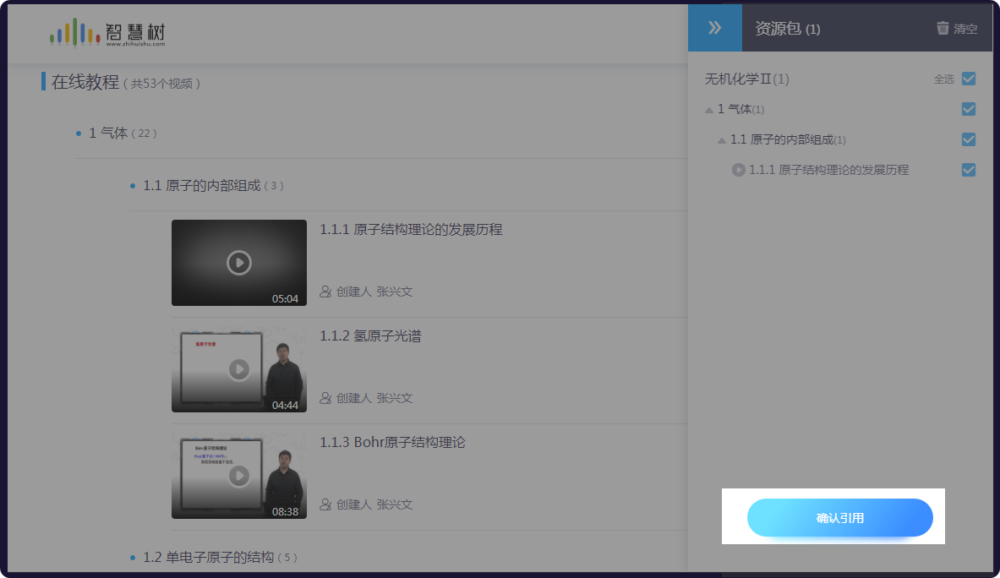 智慧树
www.zhihuishu.com
在线教程 ( 共53个视频 )
1 气体 ( 22 )
1.1 原子的内部组成 ( 3 )
05:04
1.1.1 原子结构理论的发展历程
创建人 张兴文
氢原子光谱
04:44
1.1.2 氢原子光谱
创建人 张兴文
Bohr原子结构理论
08:38
1.1.3 Bohr原子结构理论
创建人 张兴文
1.2 单电子原子的结构 ( 5 )
资源包 (1)
清空
无机化学Ⅱ(1)
全选
1 气体(1)
1.1 原子的内部组成(1)
1.1.1 原子结构理论的发展历程
确认引用